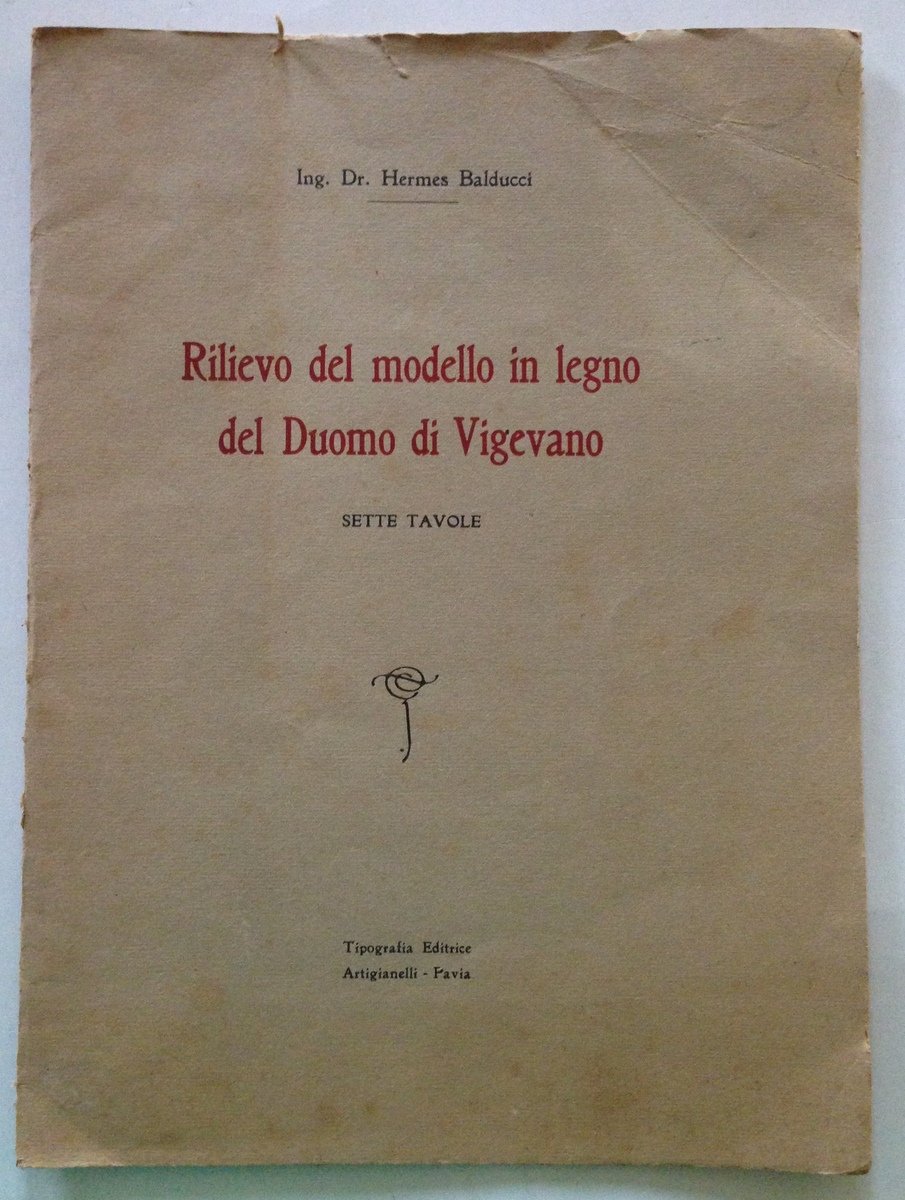 Ing. Dr. Hermes Balducci
Rilievo del modello in legno
del Duomo di Vigevano
SETTE TAVOLE
Tipografia Editrice
Artigianelli - Pavia